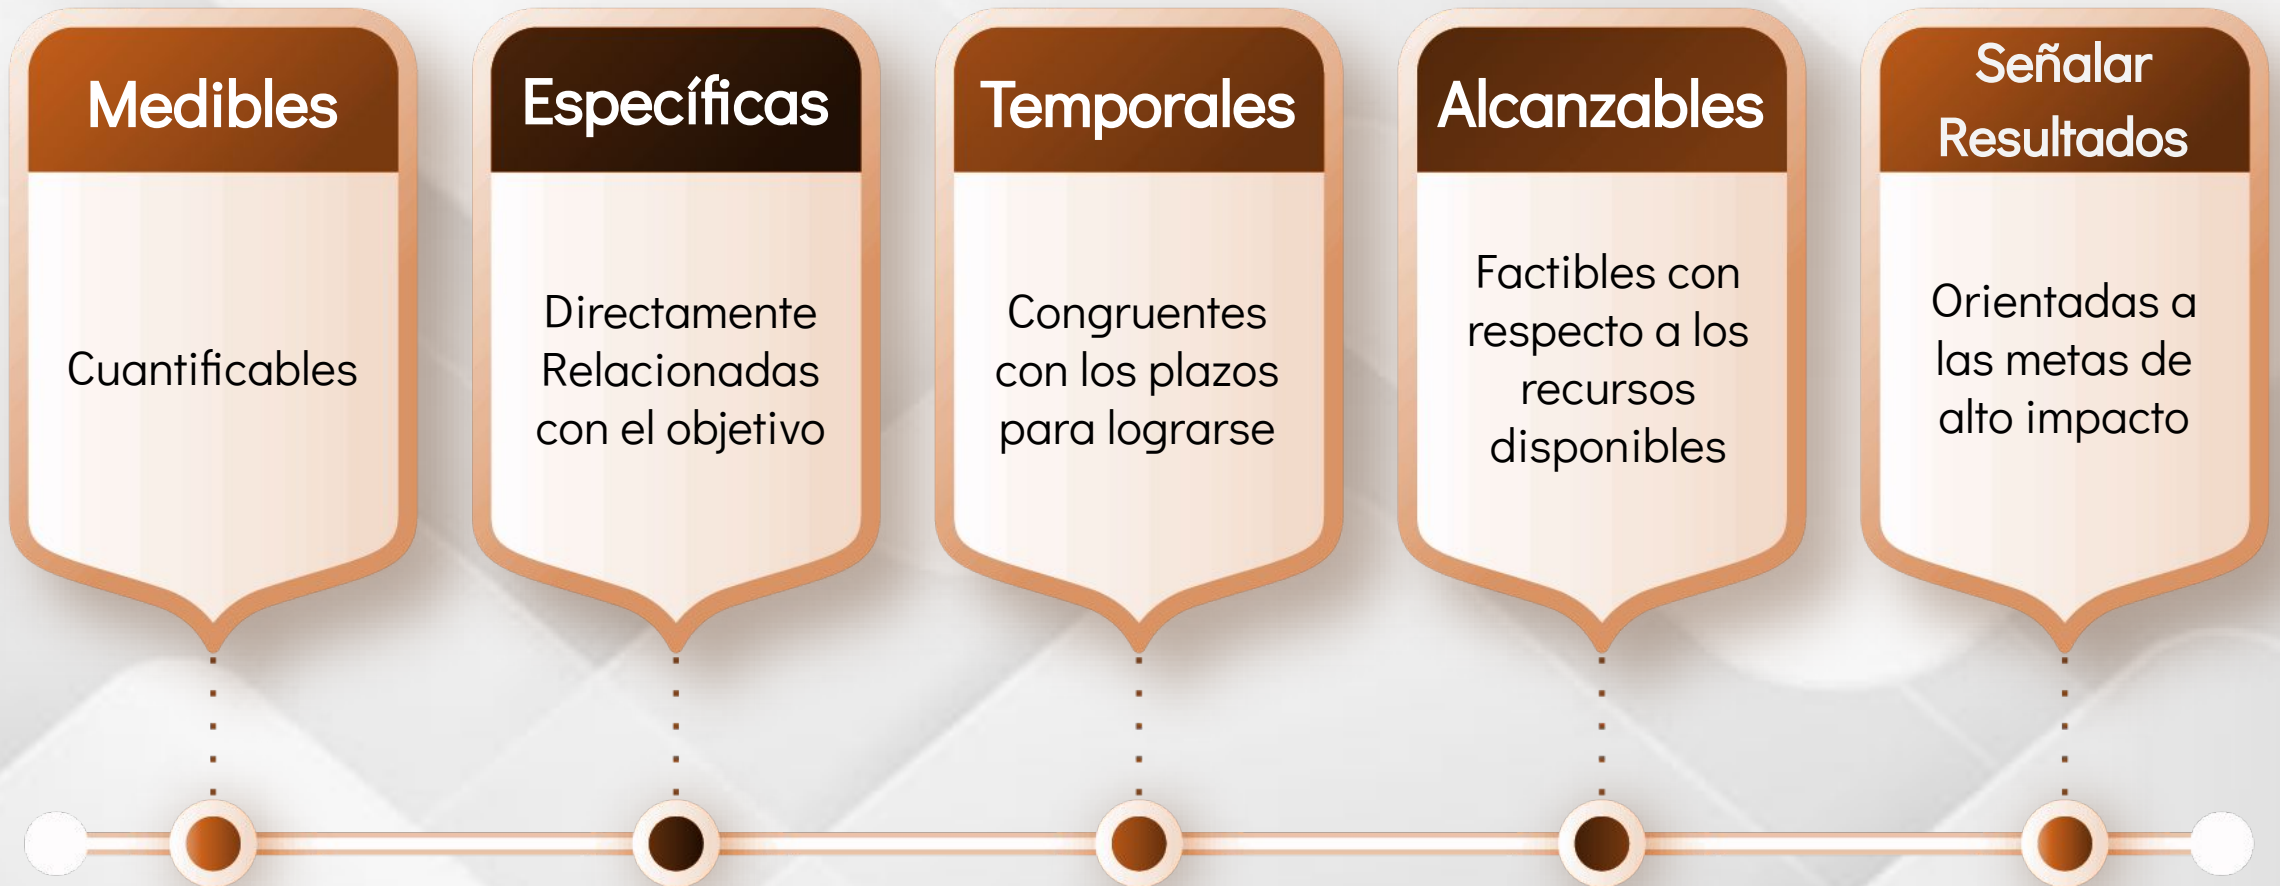 Medibles
Cuantificables
Específicas
Directamente
Relacionadas
con el objetivo
Temporales
Congruentes
con los plazos
para lograrse
Alcanzables
Factibles con
respecto a los
recursos
disponibles
Señalar
Resultados
Orientadas a
las metas de
alto impacto